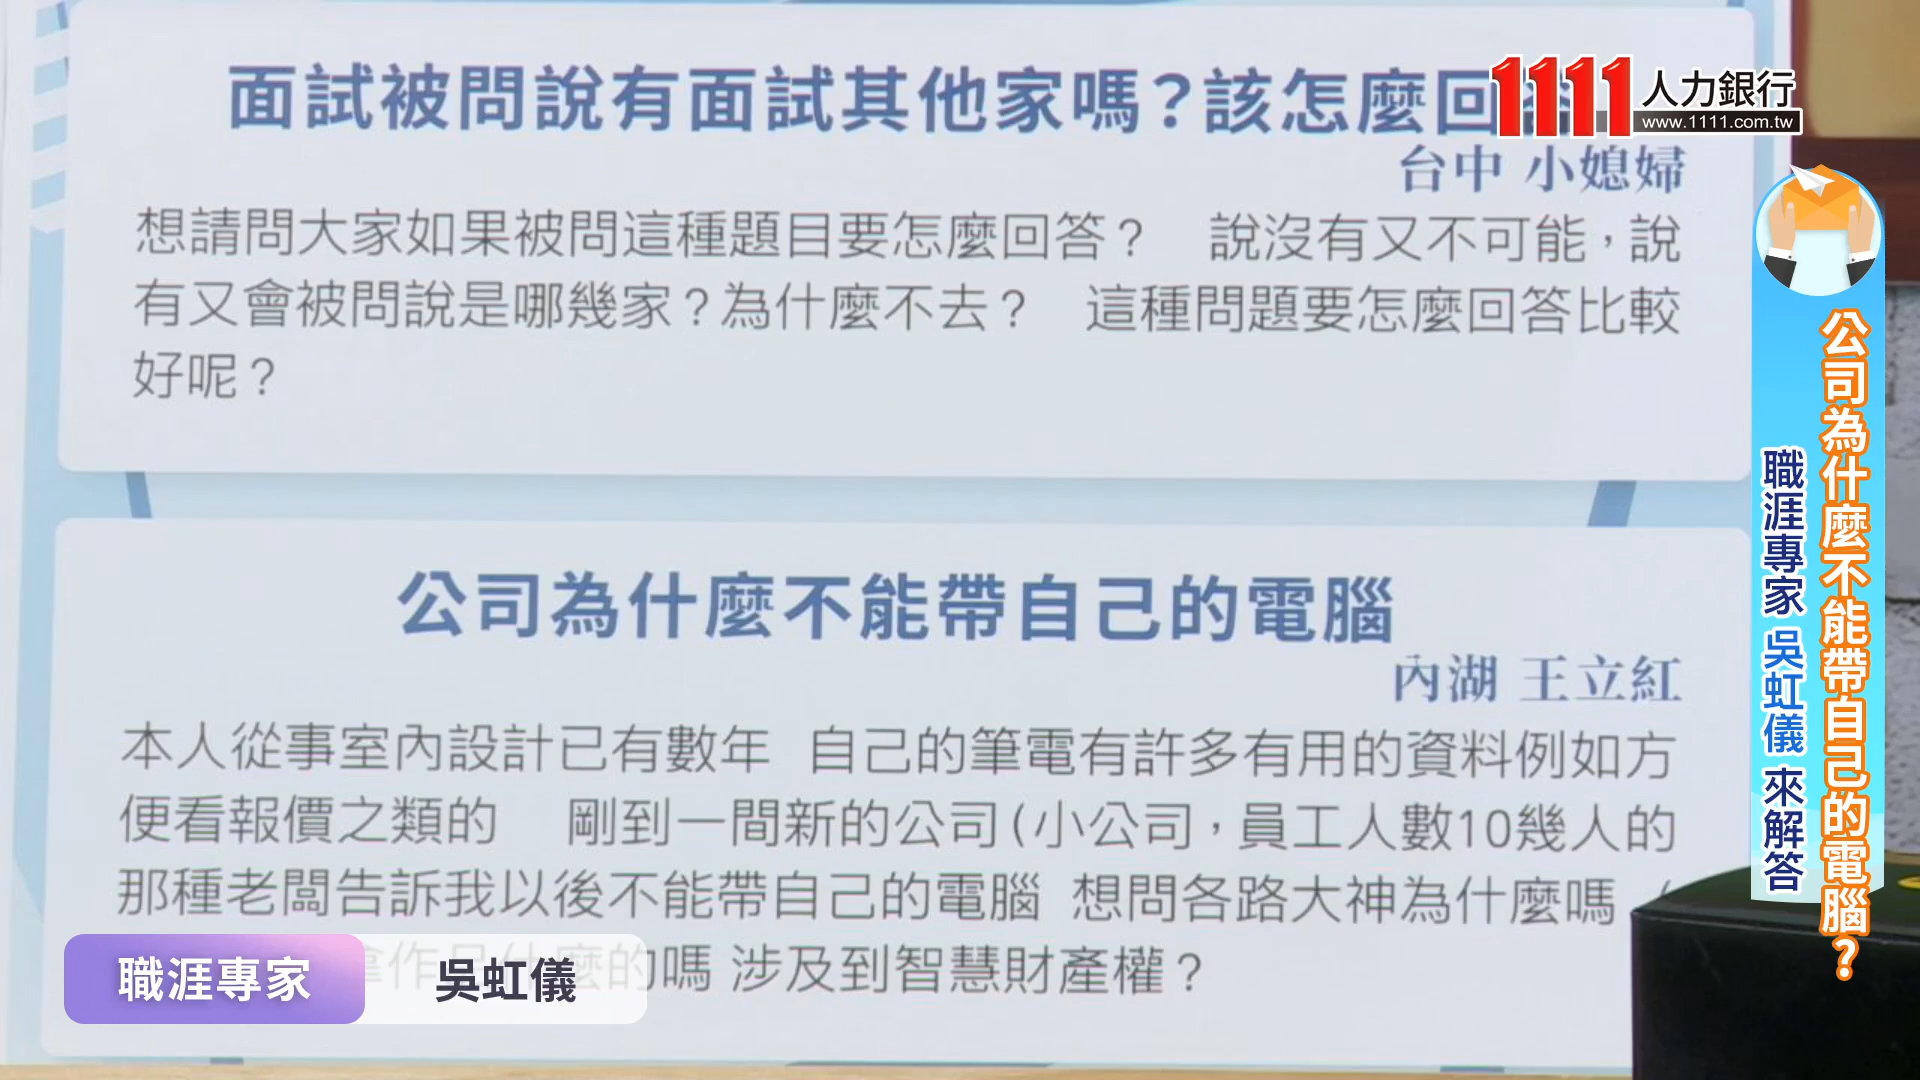 面試被問說有面試其他家嗎？該怎麼回
台中 小媳婦
想請問大家如果被問這種題目要怎麼回答？ 說沒有又不可能，說
有又會被問說是哪幾家？為什麼不去？ 這種問題要怎麼回答比較
好呢？
公司為什麼不能帶自己的電腦
內湖 王立紅
本人從事室內設計已有數年 自己的筆電有許多有用的資料例如方
便看報價之類的 剛到一間新的公司(小公司，員工人數10幾人的
那種老闆告訴我以後不能帶自己的電腦 想問各路大神為什麼嗎 (
拿作品什麼的嗎 涉及到智慧財產權？
1111 人力銀行
www.1111.com.tw
公司為什麼不能帶自己的電腦？
職涯專家 吳虹儀 來解答
職涯專家 吳虹儀